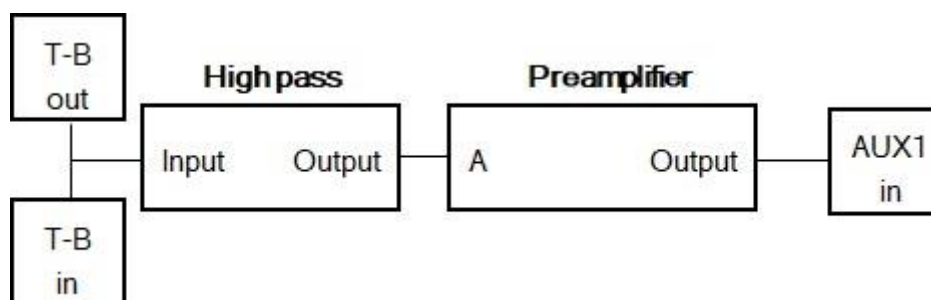 T-B
out
High pass
Preamplifier
Input
Output
A
Output
AUX1
in
T-B
in